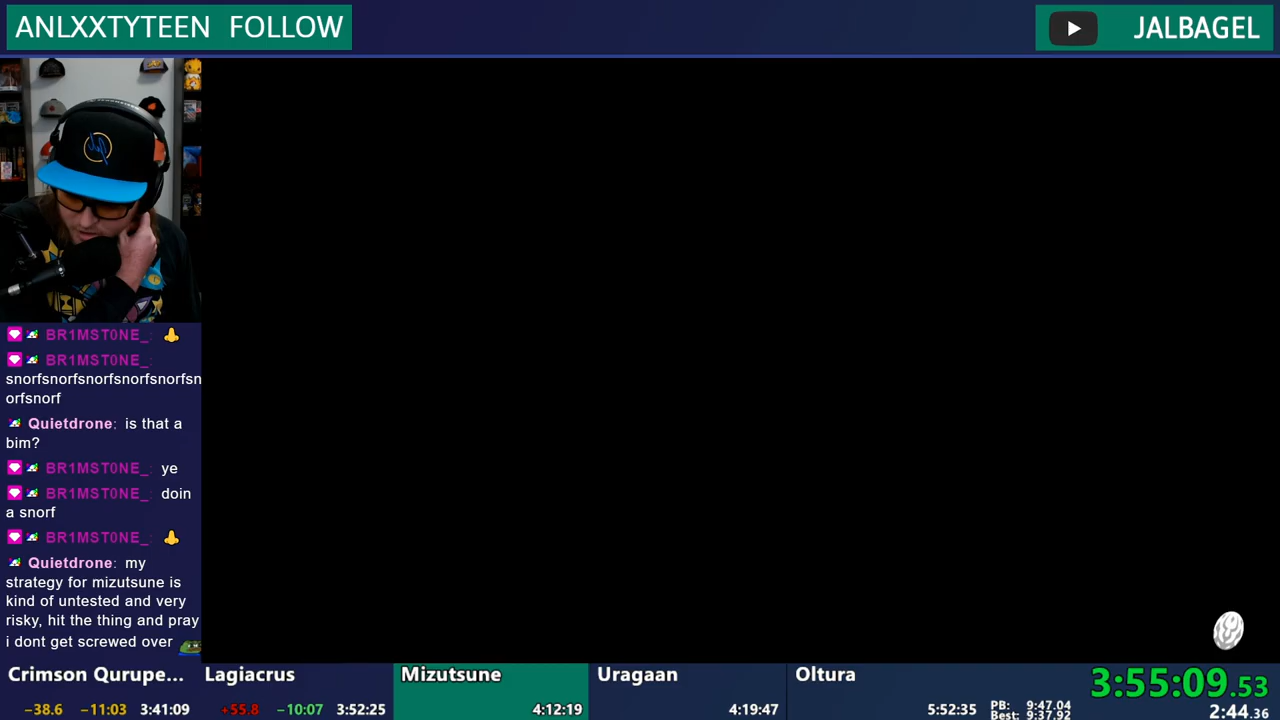 ANLXXTYTEEN FOLLOW
JALBAGEL
BR1MST0NE_:
BR1MST0NE_:
snorfsnorfsnorfsnorfsnorfsn
orfsnorf
Quietdrone: is that a
bim?
BR1MST0NE_: ye
BR1MST0NE_: doin
a snorf
BR1MST0NE_:
Quietdrone: my
strategy for mizutsune is
kind of untested and very
risky, hit the thing and pray
i dont get screwed over
Crimson Qurupe... Lagiacrus Mizutsune Uragaan Oltura 3:55:09.53
-38.6 -11:03 3:41:09 +55.8 -10:07 3:52:25 4:12:19 4:19:47 5:52:35 PB: 9:47.04
Best: 9:37.92 2:44.36